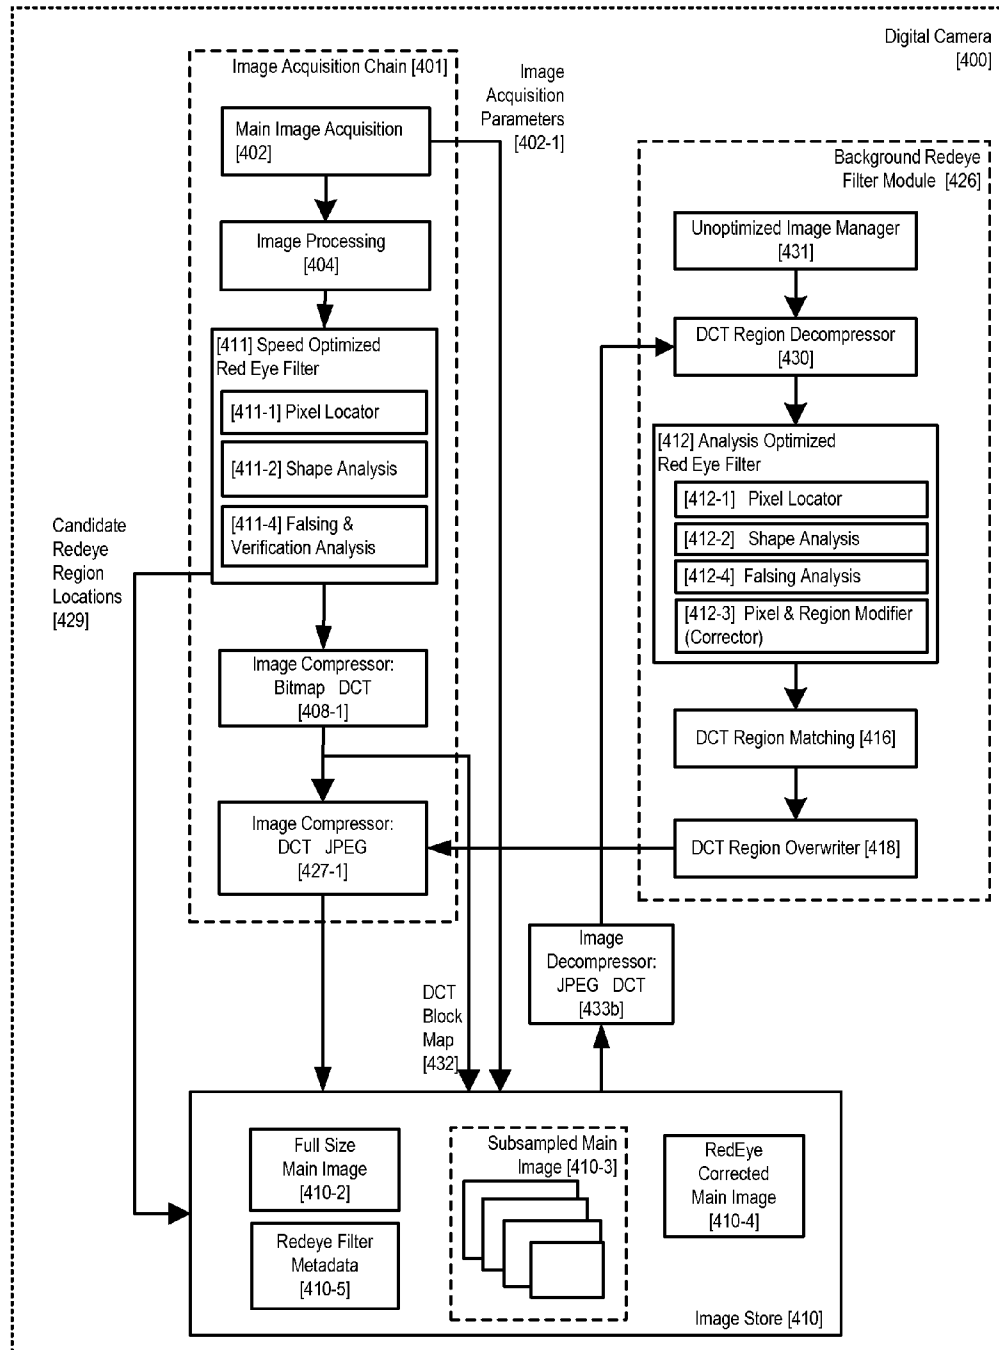 Digital Camera
[400]
Image Acquisition Chain [401]
Image
Acquisition
Parameters
[402-1]
Main Image Acquisition
[402]
Image Processing
[404]
[411] Speed Optimized
Red Eye Filter
[411-1] Pixel Locator
[411-2] Shape Analysis
[411-4] Falsing &
Verification Analysis
Candidate
Redeye
Region
Locations
[429]
Image Compressor:
Bitmap DCT
[408-1]
Image Compressor:
DCT JPEG
[427-1]
Background Redeye
Filter Module [426]
Unoptimized Image Manager
[431]
DCT Region Decompressor
[430]
[412] Analysis Optimized
Red Eye Filter
[412-1] Pixel Locator
[412-2] Shape Analysis
[412-4] Falsing Analysis
[412-3] Pixel & Region Modifier
(Corrector)
DCT Region Matching [416]
DCT Region Overwriter [418]
Image
Decompressor:
JPEG DCT
[433b]
DCT
Block
Map
[432]
Full Size
Main Image
[410-2]
Redeye Filter
Metadata
[410-5]
Subsampled Main
Image [410-3]
RedEye
Corrected
Main Image
[410-4]
Image Store [410]